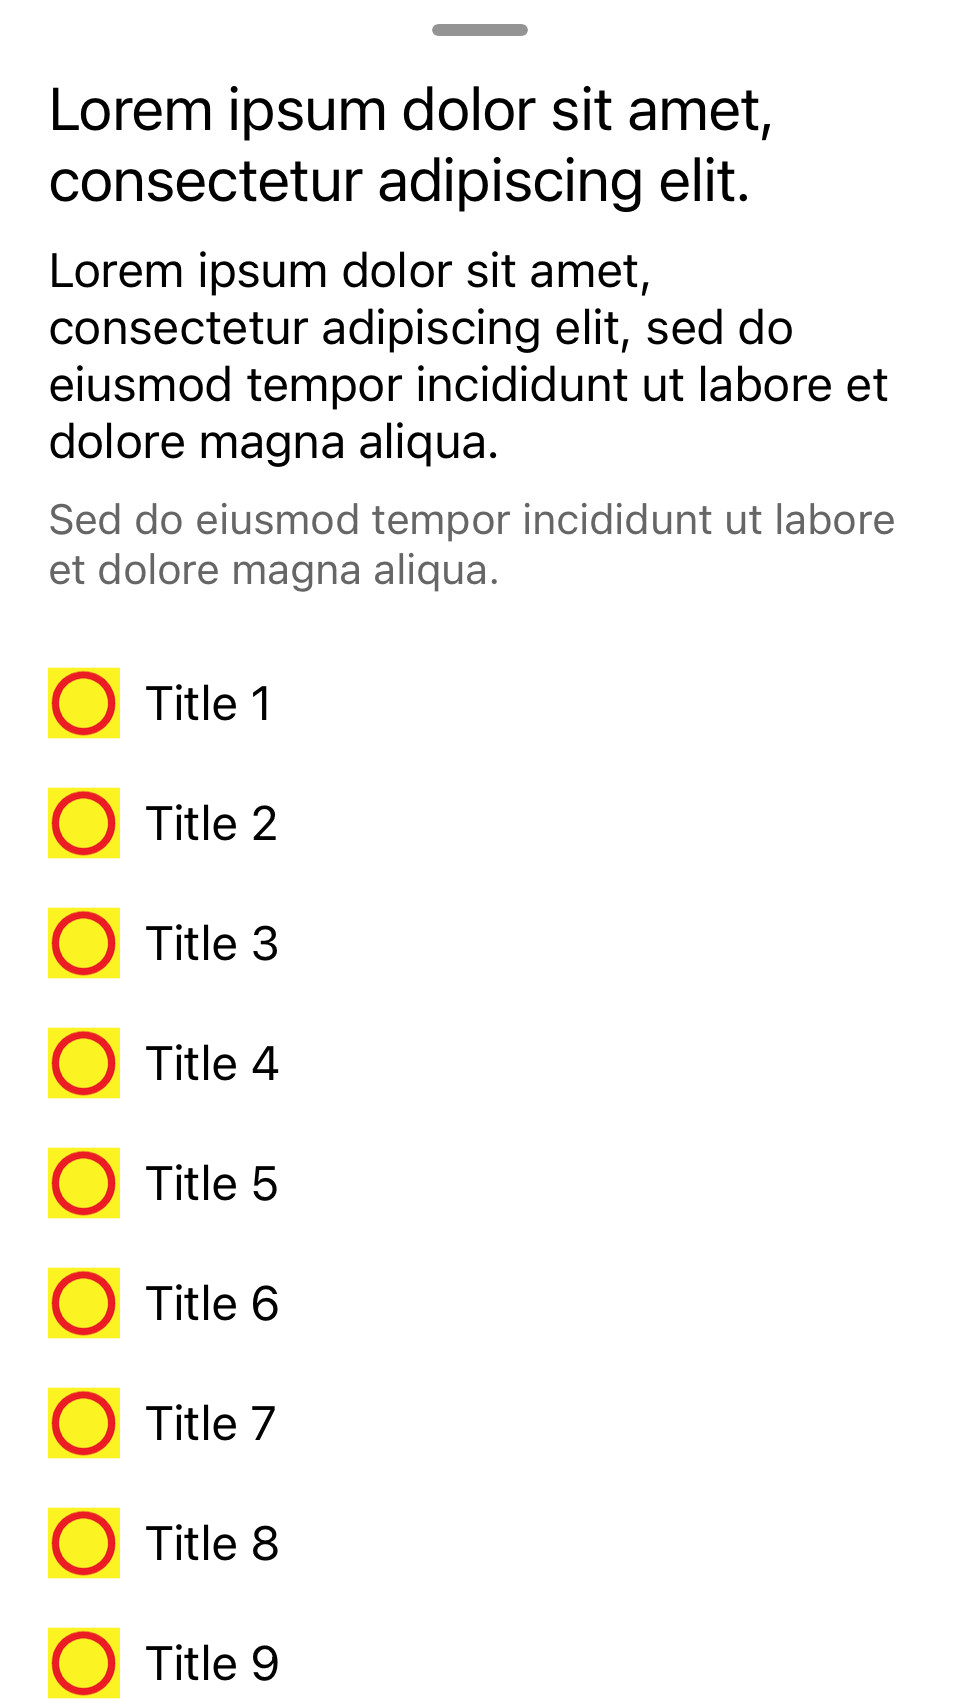 Lorem ipsum dolor sit amet,
consectetur adipiscing elit.
Lorem ipsum dolor sit amet,
consectetur adipiscing elit, sed do
eiusmod tempor incididunt ut labore et
dolore magna aliqua.
Sed do eiusmod tempor incididunt ut labore
et dolore magna aliqua.
Title 1
Title 2
Title 3
Title 4
Title 5
Title 6
Title 7
Title 8
Title 9